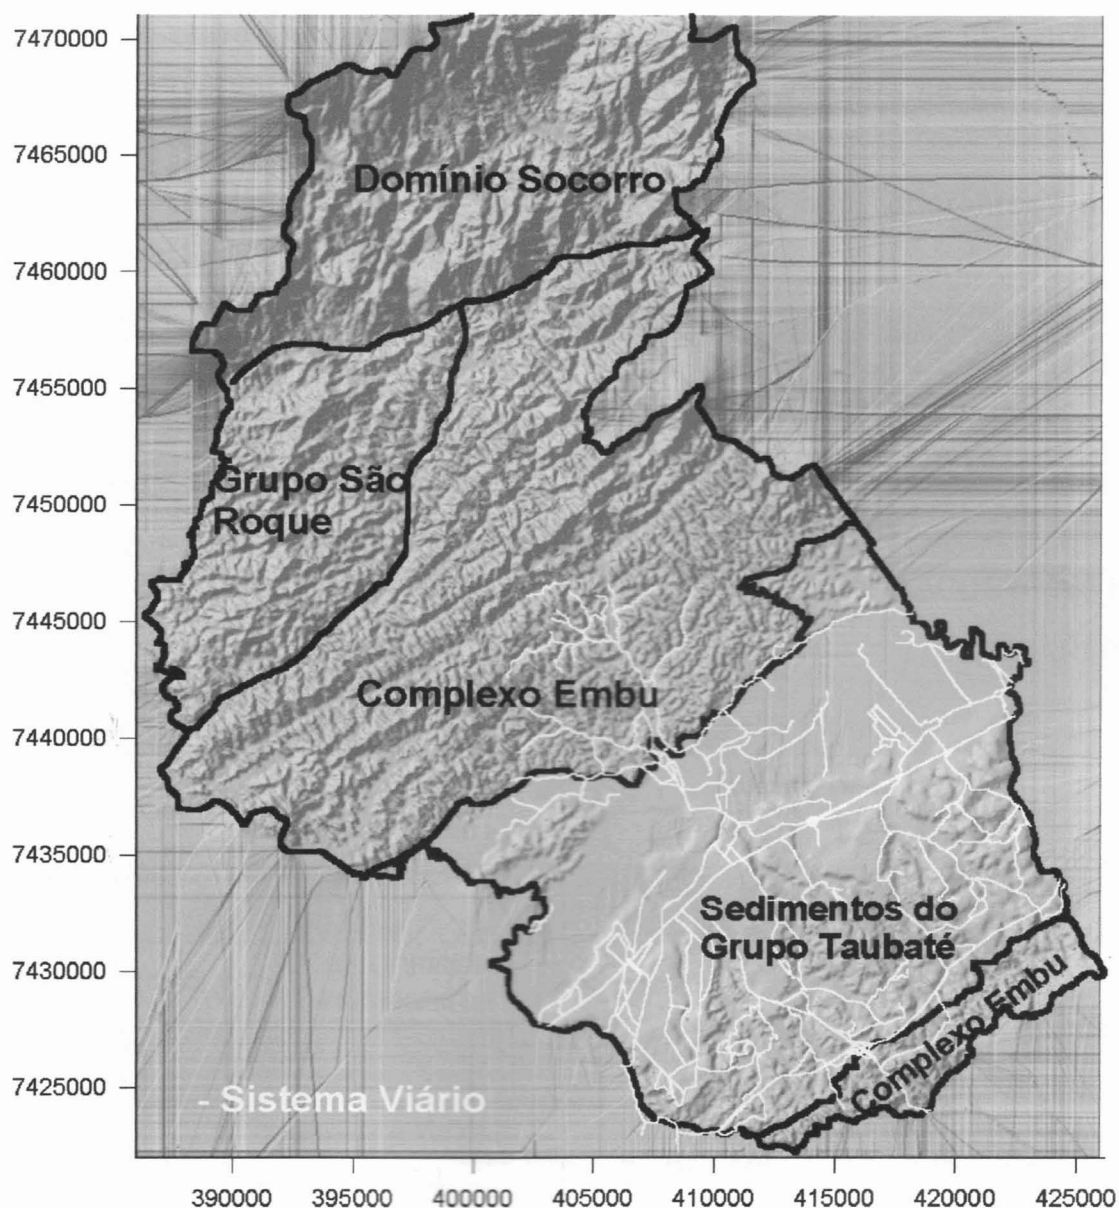 7470000
7465000
Domínio Socorro
7460000
7455000
Grupo São
Roque
7450000
7445000
Complexo Embu
7440000
7435000
Sedimentos do
Grupo Taubaté
7430000
Complexo Embu
7425000
- Sistema Viário
390000 395000 400000 405000 410000 415000 420000 425000